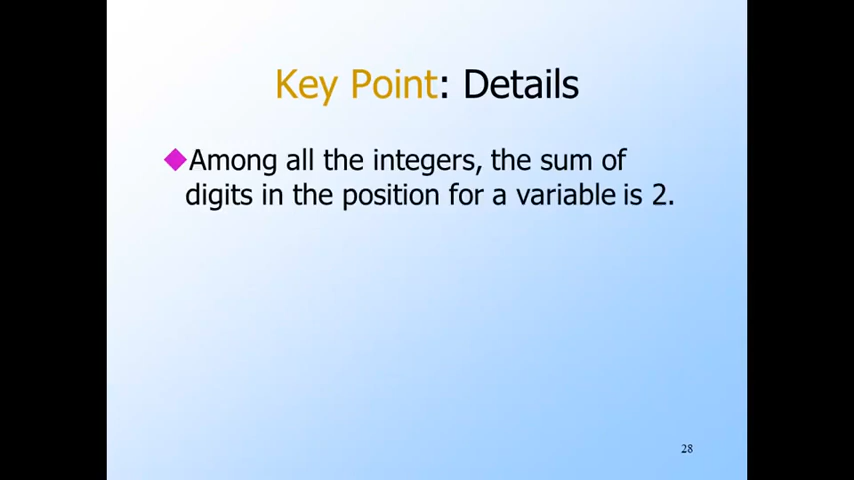 Key Point: Details
Among all the integers, the sum of
digits in the position for a variable is 2.
28